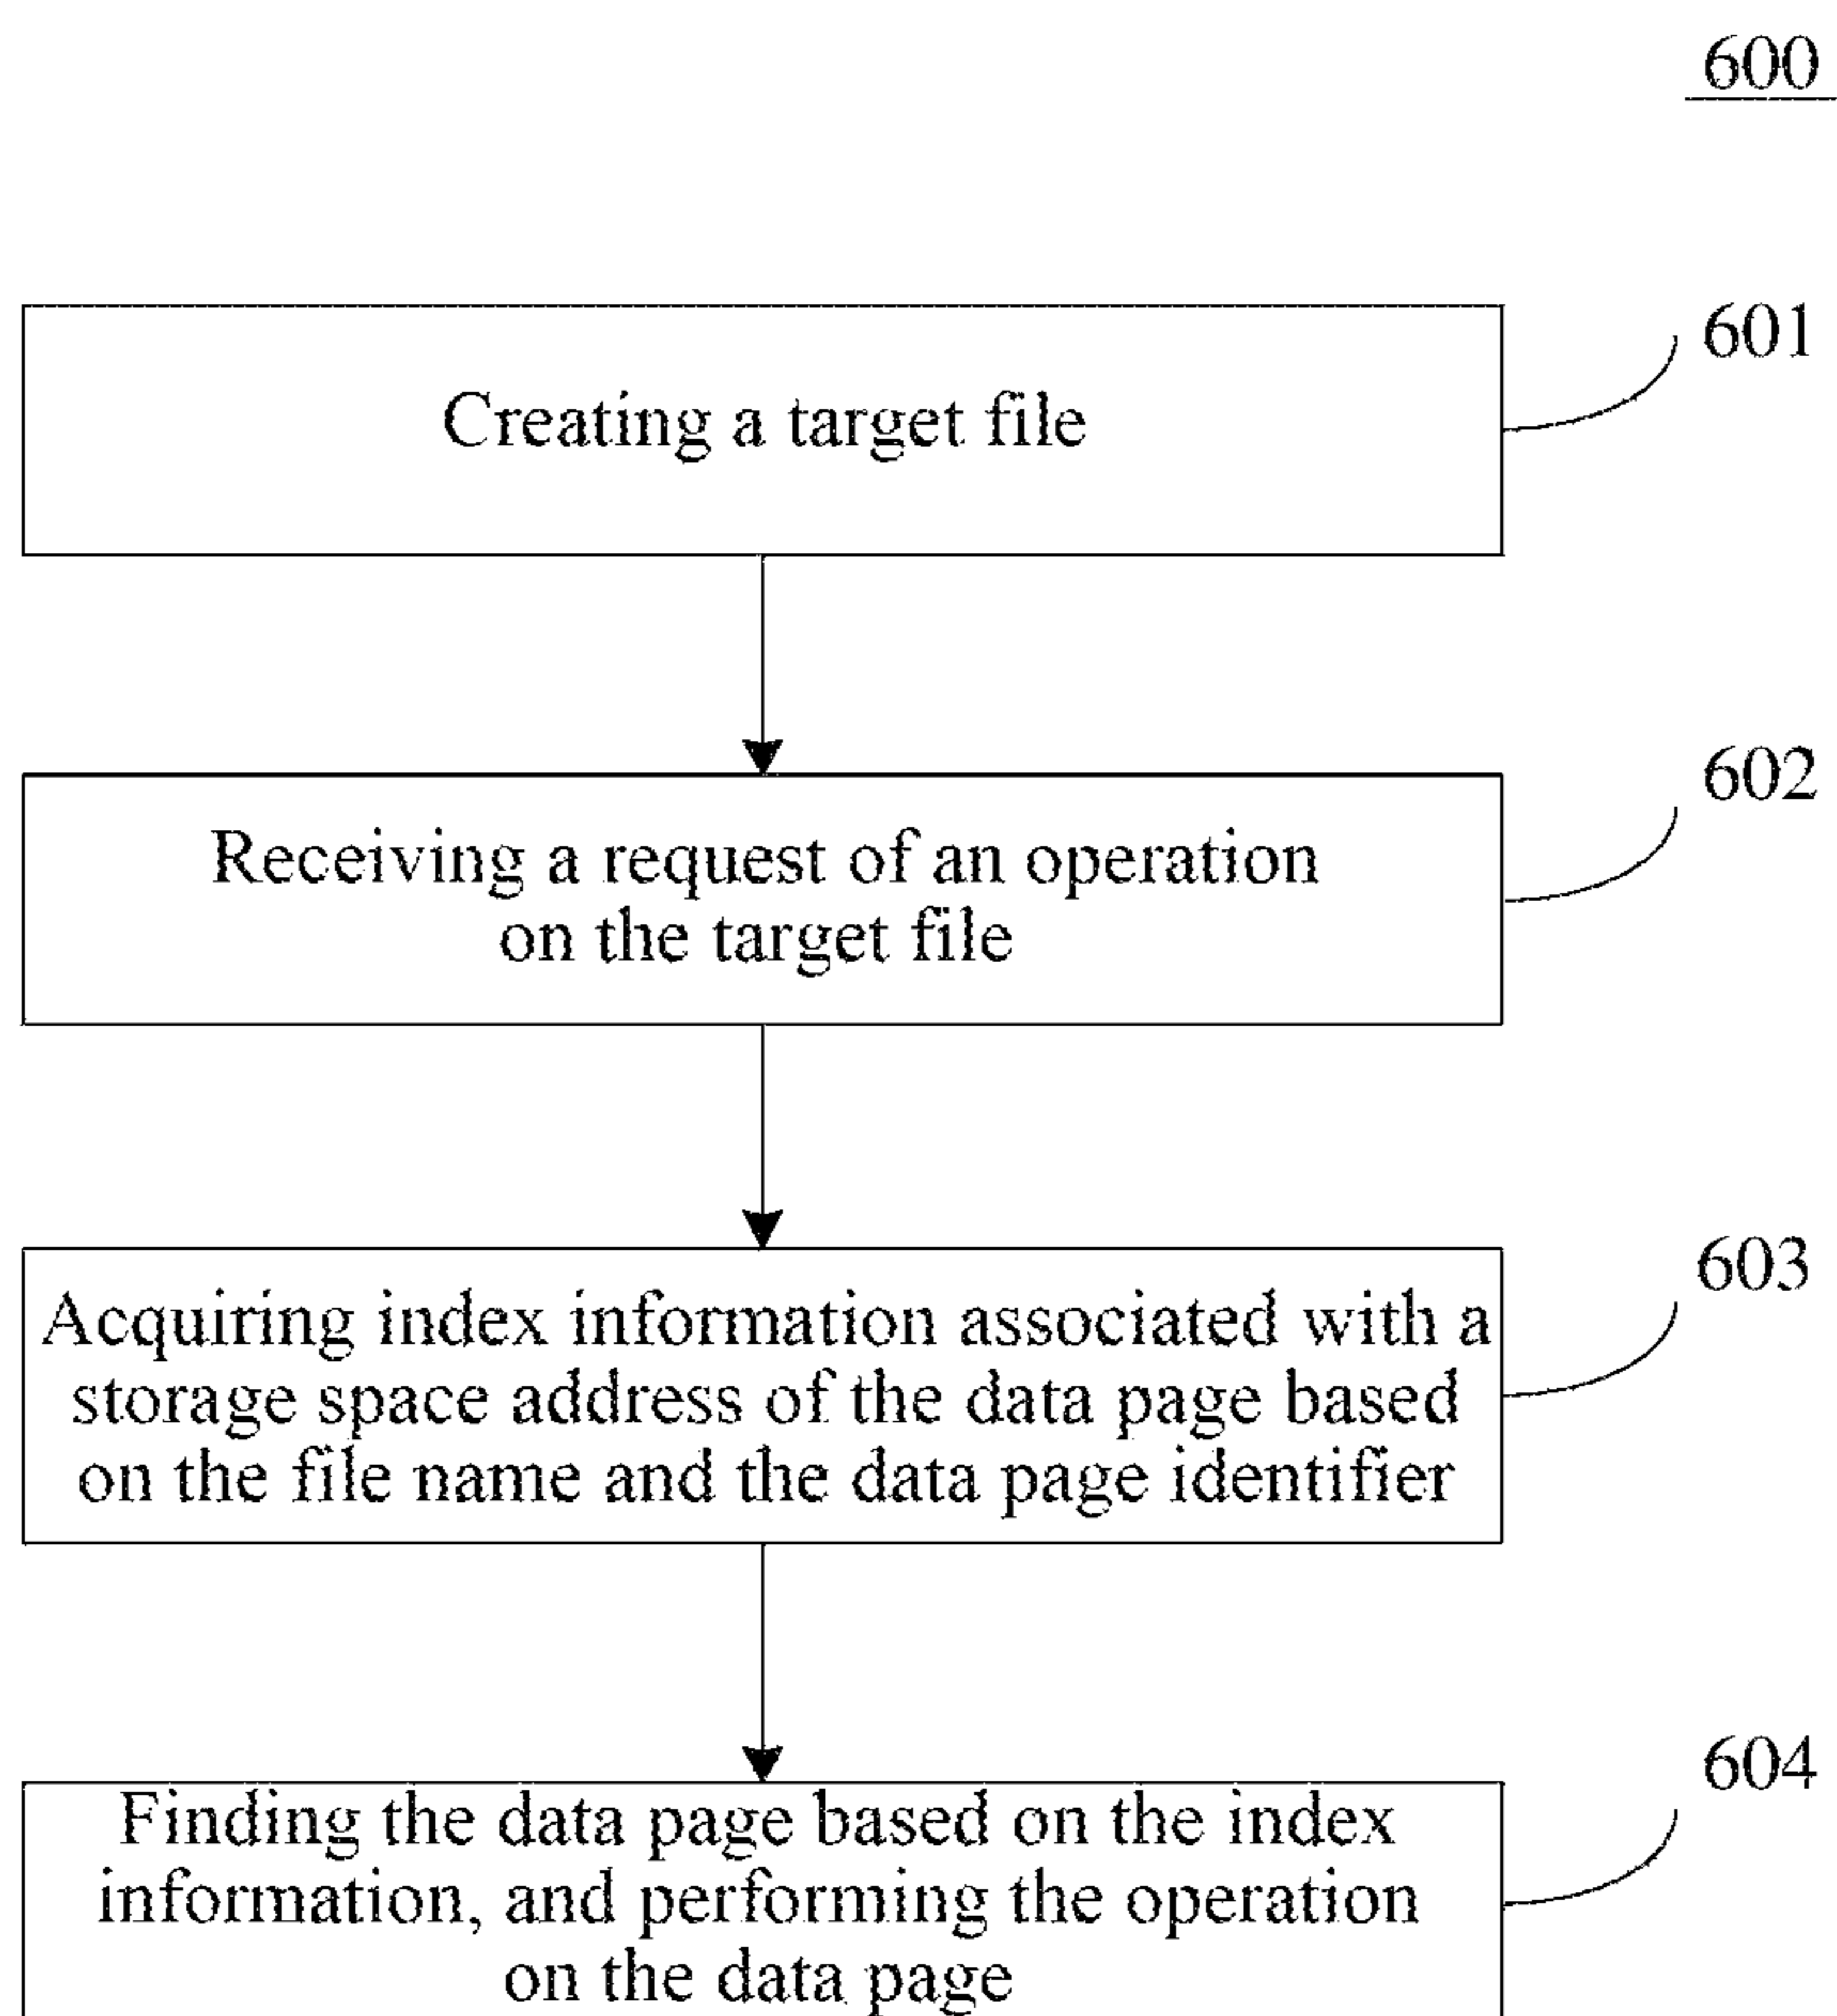 600
601
Creating a target file
602
Receiving a request of an operation
on the target file
603
Acquiring index information associated with a
storage space address of the data page based
on the file name and the data page identifier
604
Finding the data page based on the index
information, and performing the operation
on the data page